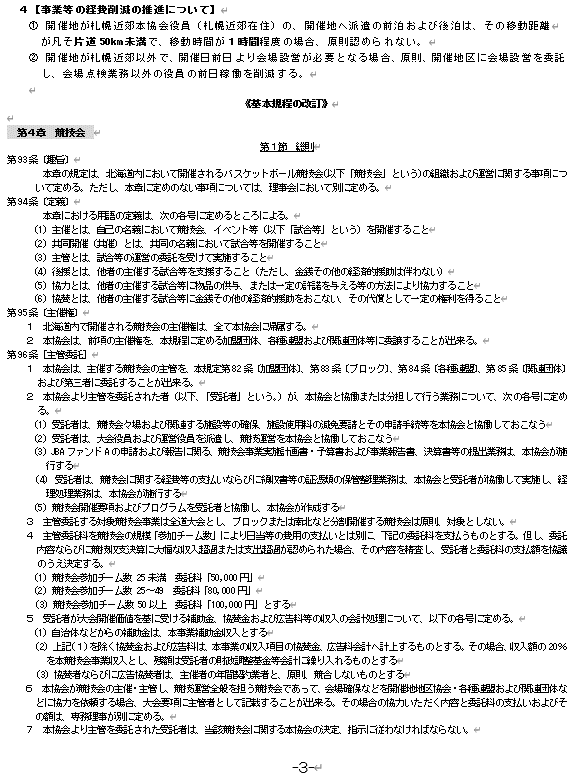 ４【事業等の経費削減の推進について】
① 開催地が札幌近郊本協会役員（札幌近郊在住）の、開催地へ派遣の前泊および後泊は、その移動距離
が凡そ片道50km未満で、移動時間が１時間程度の場合、原則認められない。
② 開催地が札幌近郊以外で、開催日前日より会場設営が必要となる場合、原則、開催地区に会場設営を委託
し、会場点検業務以外の役員の前日稼働を削減する。
《基本規程の改訂》
第４章 競技会
第１節 総則
第93条〔趣旨〕
本章の規定は、北海道内において開催されるバスケットボール競技会(以下「競技会」という)の組織および運営に関する事項につ
いて定める。ただし、本章に定めのない事項については、理事会において別に定める。
第94条〔定義〕
本章における用語の定義は、次の各号に定めるところによる。
(1) 主催とは、自己の名義において競技会、イベント等（以下「試合等」という）を開催すること
(2) 共同開催（共催）とは、共同の名義において試合等を開催すること
(3) 主管とは、試合等の運営の委託を受けて実施すること
(4) 後援とは、他者の主催する試合等を支援すること（ただし、金銭その他の経済的援助は伴わない）
(5) 協力とは、他者の主催する試合等に物品の供与、または一定の許諾を与える等の方法により協力すること
(6) 協賛とは、他者の主催する試合等に金銭その他の経済的援助をおこない、その代償として一定の権利を得ること
第95条〔主催権〕
１ 北海道内で開催される競技会の主催権は、全て本協会に帰属する。
２ 本協会は、前項の主催権を、本規程に定める加盟団体、各種連盟および関連団体等に委譲することが出来る。
第96条〔主管委託〕
１ 本協会は、主催する競技会の主管を、本規定第82条〔加盟団体〕、第83条〔ブロック〕、第84条〔各種連盟〕、第85条〔関連団体〕
および第三者に委託することが出来る。
２ 本協会より主管を委託された者（以下、「受託者」という。）が、本協会と協働または分担して行う業務について、次の各号に定め
る。
(1) 受託者は、競技会々場および関連する施設等の確保、施設使用料の減免要請とその申請手続等を本協会と協働しておこなう
(2) 受託者は、大会役員および運営役員を派遣し、競技運営を本協会と協働しておこなう
(3) JBAファンドAの申請および報告に関る、競技会事業実施計画書・予算書および事業報告書、決算書等の提出業務は、本協会が施
行する
(4) 受託者は、競技会に関する経費等の支払いならびに領収書等の証憑類の保管整理業務は、本協会と受託者が協働して実施し、経
理処理業務は、本協会が施行する
(5) 競技会開催要項およびプログラムを受託者と協働し、本協会が作成する
３ 主管委託する対象競技会事業は全道大会とし、ブロックまたは南北など分割開催する競技会は原則、対象としない。
４ 主管委託料を競技会の規模「参加チーム数」により日当等の費用の支払いとは別に、下記の委託料を支払うものとする。但し、委託
内容ならびに競技収支決算に大幅な収入超過または支出超過が認められた場合、その内容を精査し、受託者と委託料の支払額を協議
のうえ決定する。
(1) 競技会参加チーム数 25未満 委託料「50,000円」
(2) 競技会参加チーム数 25～49 委託料「80,000円」
(3) 競技会参加チーム数 50以上 委託料「100,000円」とする
５ 受託者が大会開催価値を基に受ける補助金、協賛金および広告料等の収入の会計処理について、以下の各号に定める。
(1) 自治体などからの補助金は、本事業補助金収入とする
(2) 上記(1)を除く協賛金および広告料は、本事業の収入項目の協賛金、広告料会計へ計上するものとする。その場合、収入額の20%
を本競技会事業収入とし、残額は受託者の財政調整基金等会計に繰り入れるものとする
(3) 協賛者ならびに広告協賛者は、主催者の年間契約業者と、原則、競合しないものとする
６ 本協会が競技会の主催・主管し、競技運営全般を担う競技会であって、会場確保などを開催地地区協会・各種連盟および関連団体な
どに協力を依頼する場合、大会要項に主管者として記載することが出来る。その場合の協力いただく内容と委託料の支払いおよびそ
の額は、専務理事が別に定める。
７ 本協会より主管を委託された受託者は、当該競技会に関する本協会の決定、指示に従わなければならない。
-3-